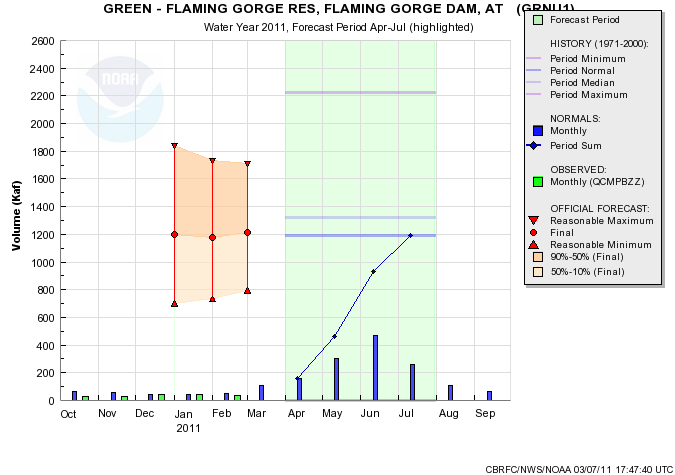 GREEN - FLAMING GORGE RES, FLAMING GORGE DAM, AT (GRNU1)
Water Year 2011, Forecast Period Apr-Jul (highlighted)
Forecast Period
HISTORY (1971-2000):
Period Minimum
Period Normal
Period Median
Period Maximum
NORMALS:
Monthly
Period Sum
OBSERVED:
Monthly (QCMPBZZ)
OFFICIAL FORECAST:
Reasonable Maximum
Final
Reasonable Minimum
90%-50% (Final)
50%-10% (Final)
NOAA
Volume (Kaf)
2600
2400
2200
2000
1800
1600
1400
1200
1000
800
600
400
200
0
Oct Nov Dec Jan Feb Mar Apr May Jun Jul Aug Sep
2011
CBRFC/NWS/NOAA 03/07/11 17:47:40 UTC